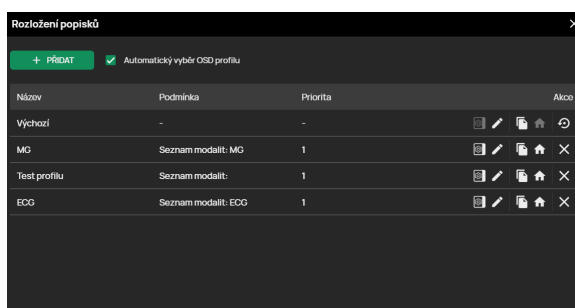 Rozložení popisků
+ PŘIDAT Automatický výběr OSD profilu
Název Podmínka Priorita Akce
Výchozí - -
MG Seznam modalit: MG 1
Test profilu Seznam modalit: 1
ECG Seznam modalit: ECG 1